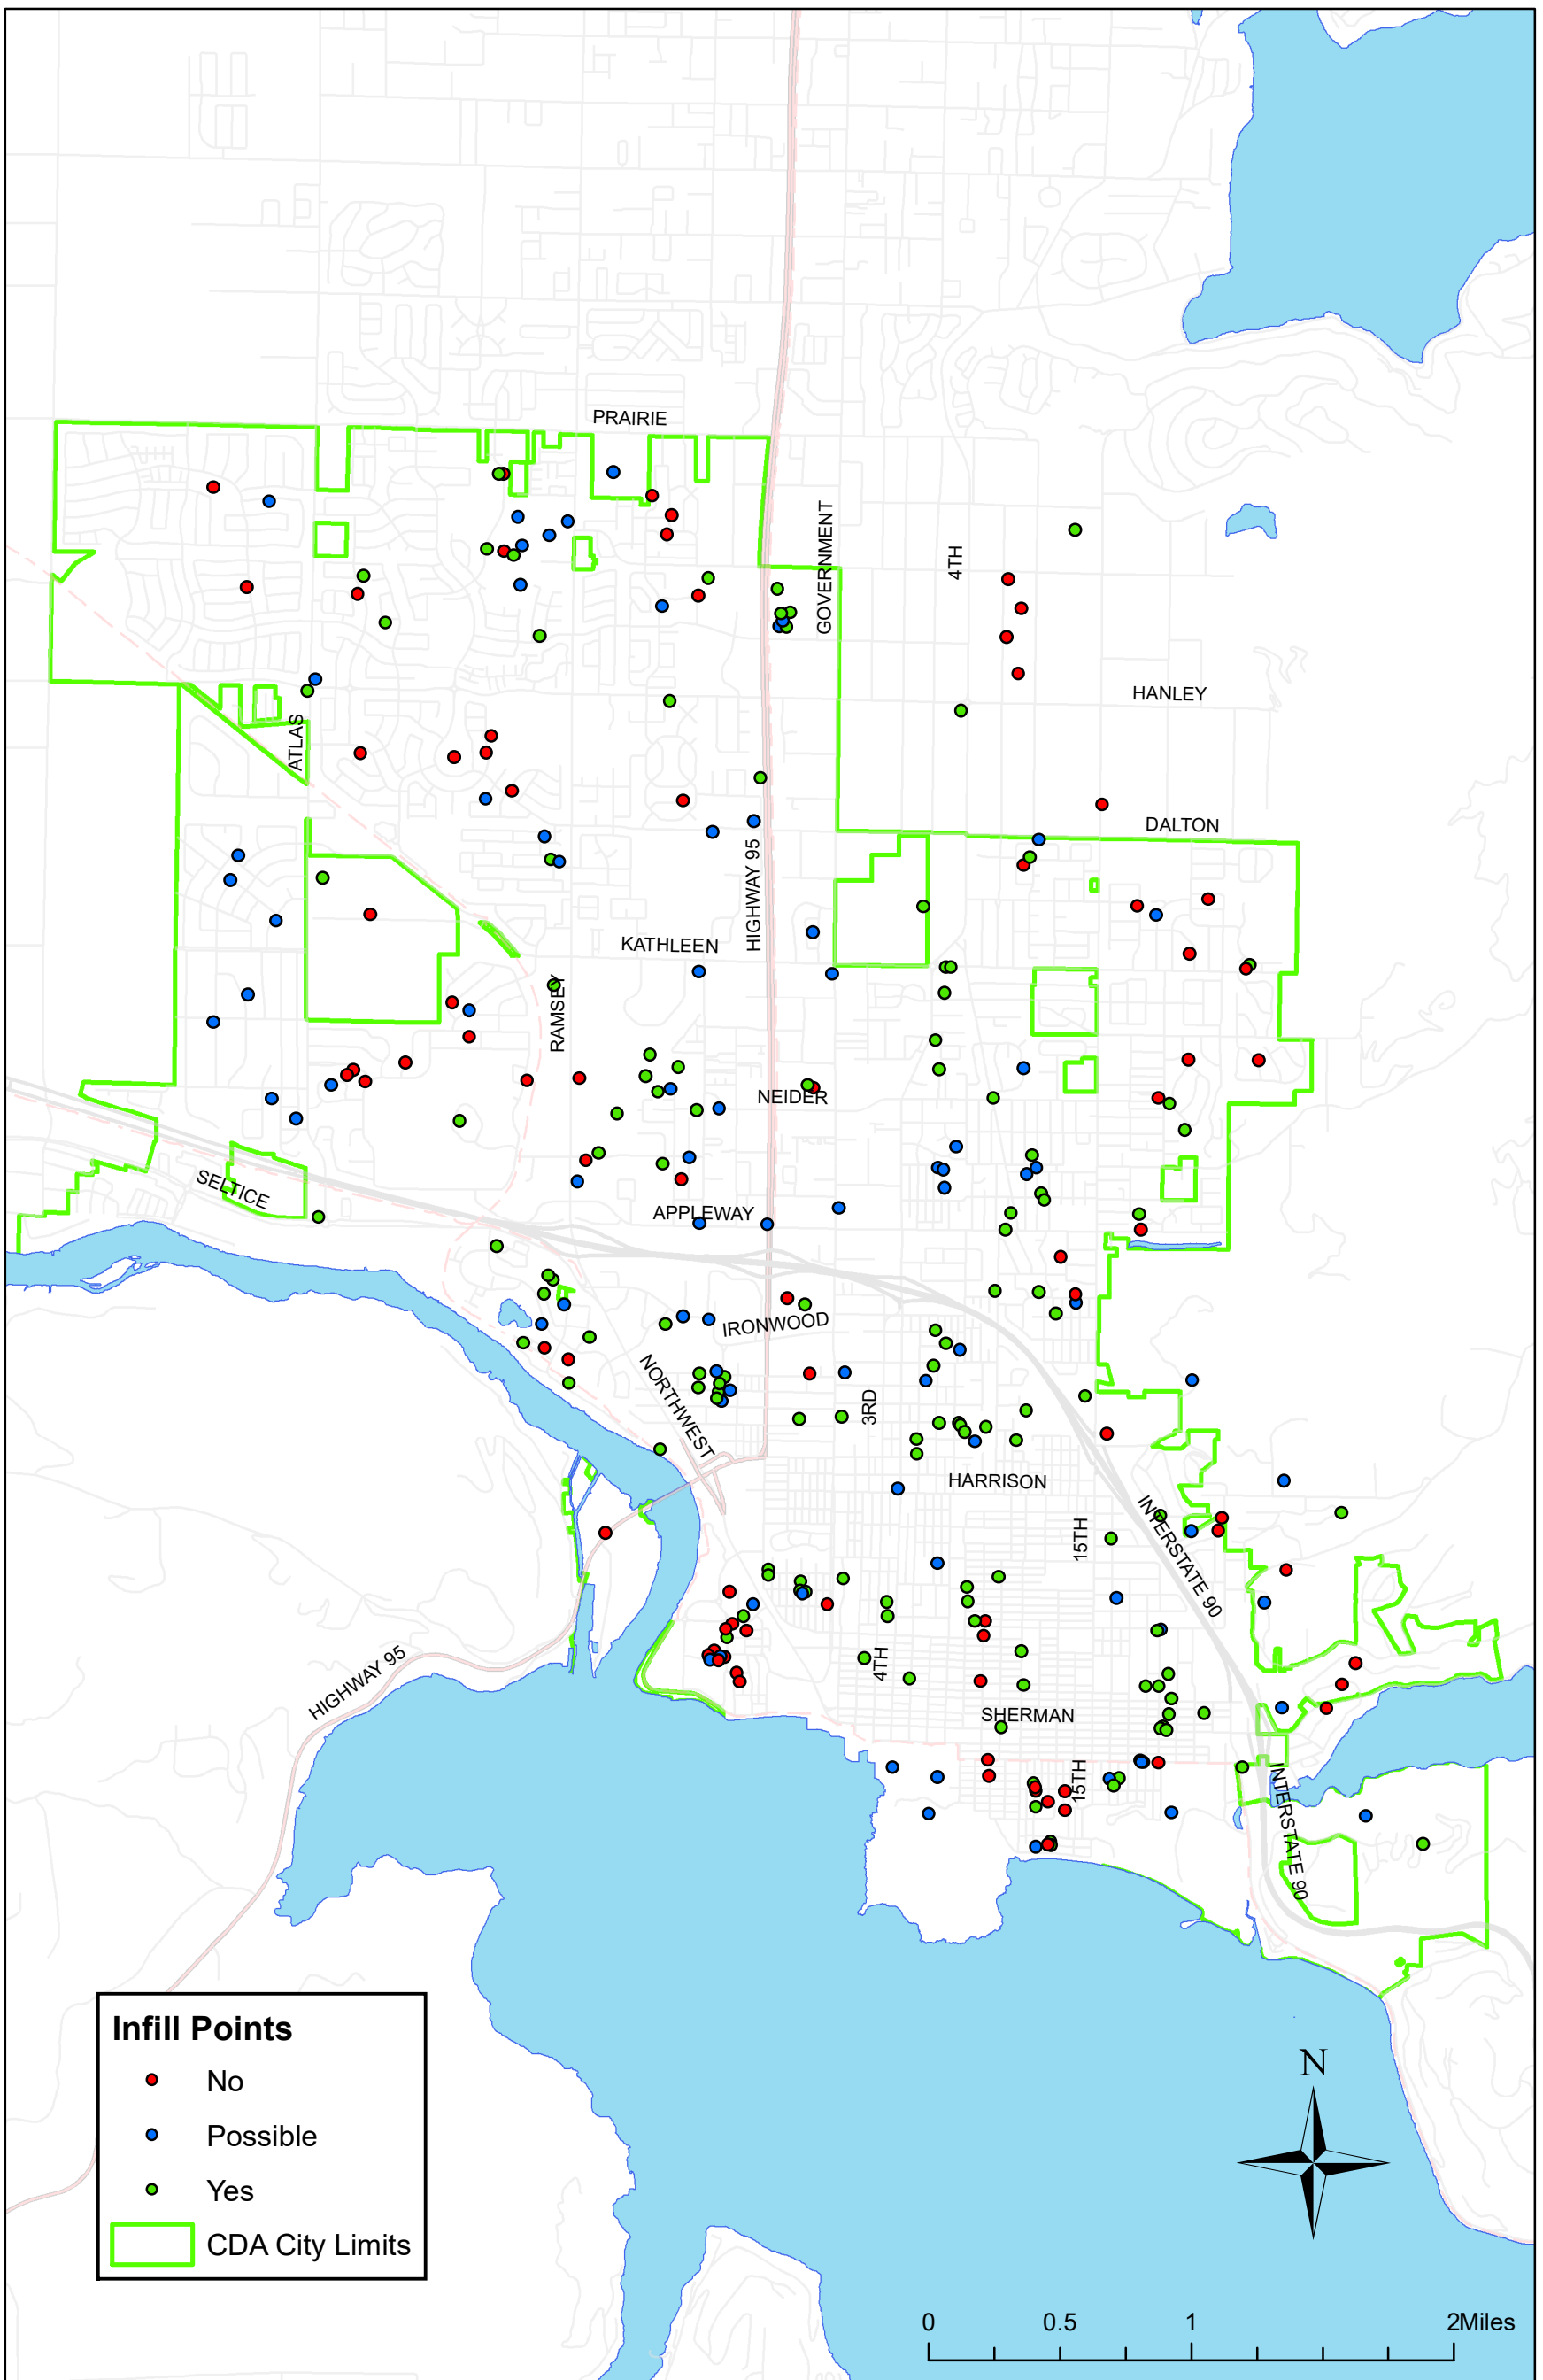 PRAIRIE
GOVERNMENT
4TH
HANLEY
ATLAS
DALTON
HIGHWAY 95
KATHLEEN
RAMSEY
NEIDER
SELTICE
APPLEWAY
IRONWOOD
NORTHWEST
3RD
HARRISON
INTERSTATE 90
15TH
4TH
HIGHWAY 95
SHERMAN
15TH
INTERSTATE 90
Infill Points
No
Possible
Yes
CDA City Limits
N
0 0.5 1 2Miles